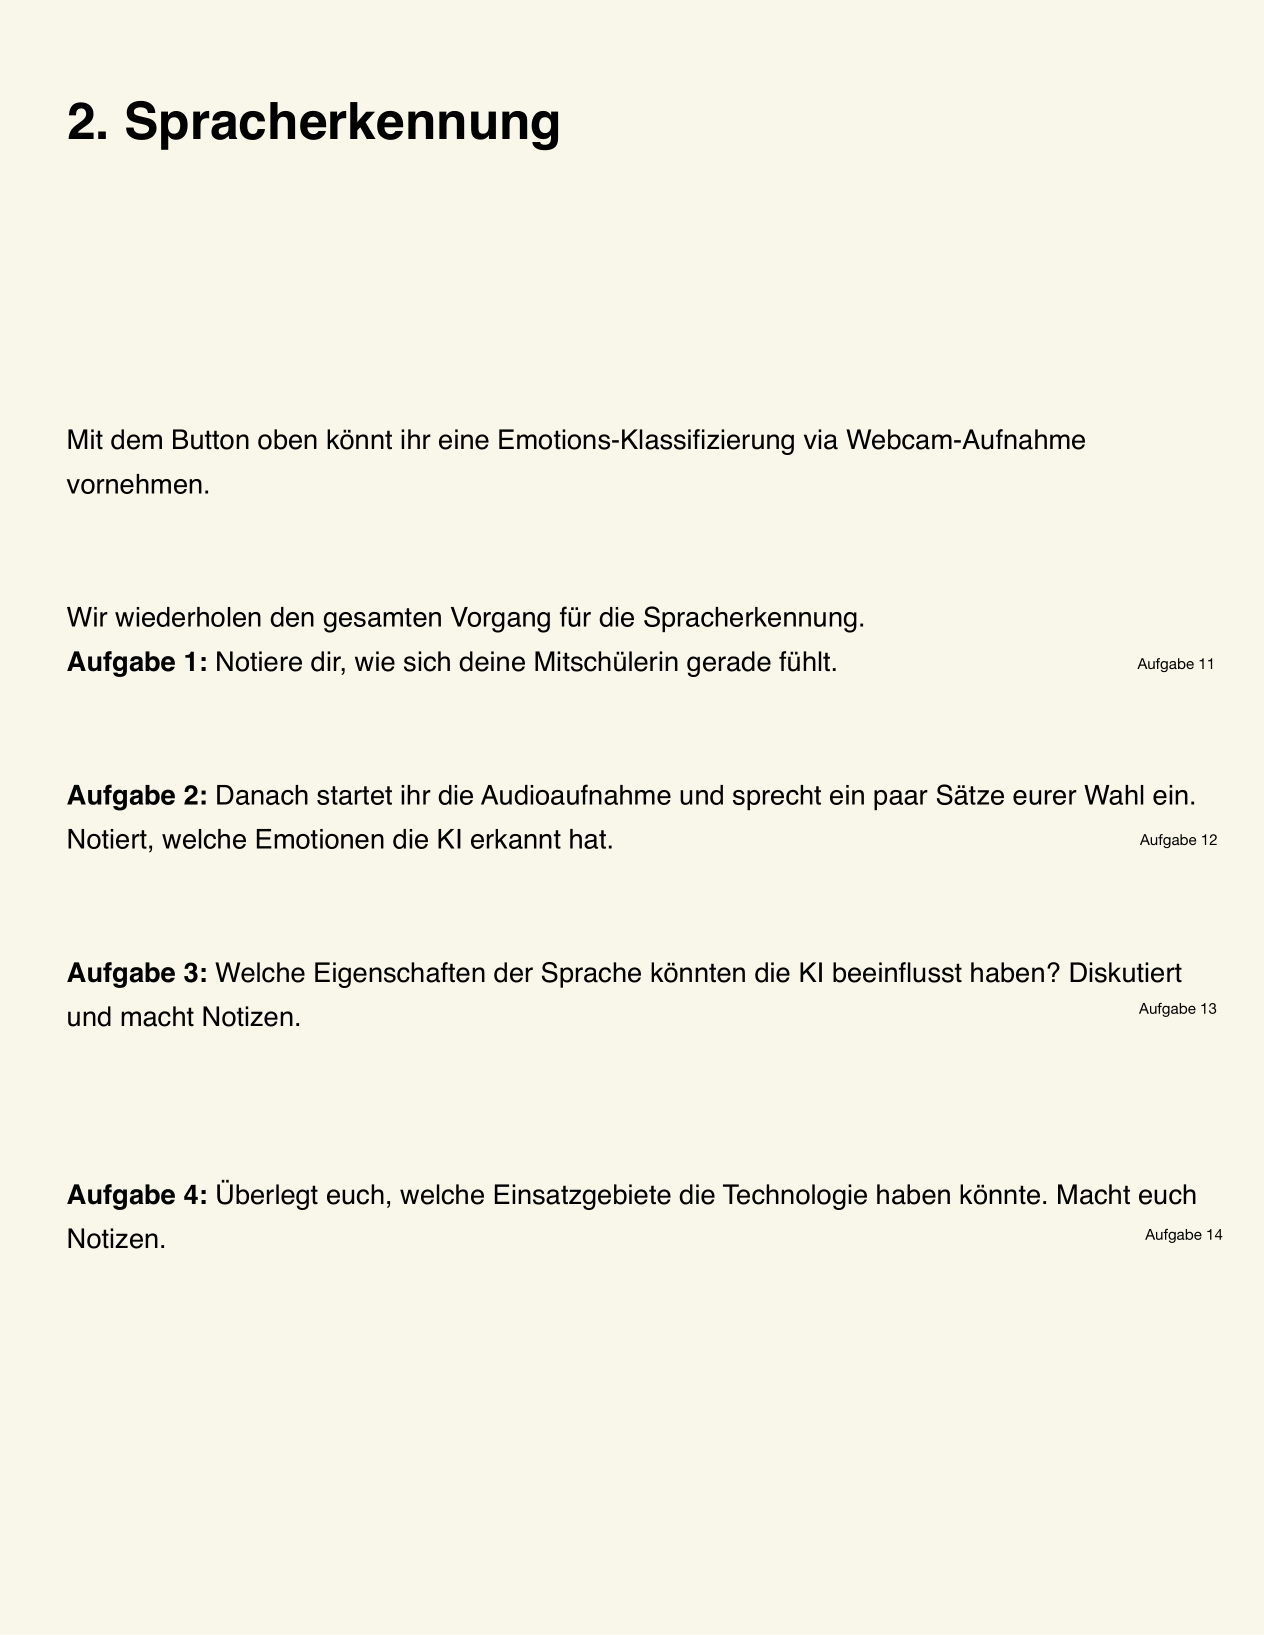 2. Spracherkennung
Mit dem Button oben könnt ihr eine Emotions-Klassifizierung via Webcam-Aufnahme
vornehmen.
Wir wiederholen den gesamten Vorgang für die Spracherkennung.
Aufgabe 1: Notiere dir, wie sich deine Mitschülerin gerade fühlt.
Aufgabe 11
Aufgabe 2: Danach startet ihr die Audioaufnahme und sprecht ein paar Sätze eurer Wahl ein.
Notiert, welche Emotionen die KI erkannt hat.
Aufgabe 12
Aufgabe 3: Welche Eigenschaften der Sprache könnten die KI beeinflusst haben? Diskutiert
und macht Notizen.
Aufgabe 13
Aufgabe 4: Überlegt euch, welche Einsatzgebiete die Technologie haben könnte. Macht euch
Notizen.
Aufgabe 14